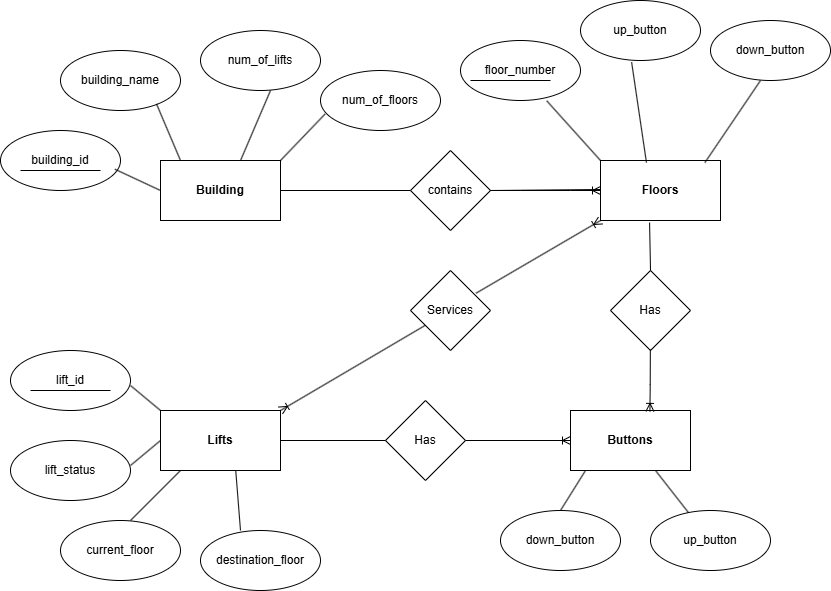 up_button
down_button
num_of_lifts
floor_number
building_name
num_of_floors
building_id
Building
contains
Floors
Services
Has
lift_id
Lifts
Has
Buttons
lift_status
current_floor
destination_floor
down_button
up_button